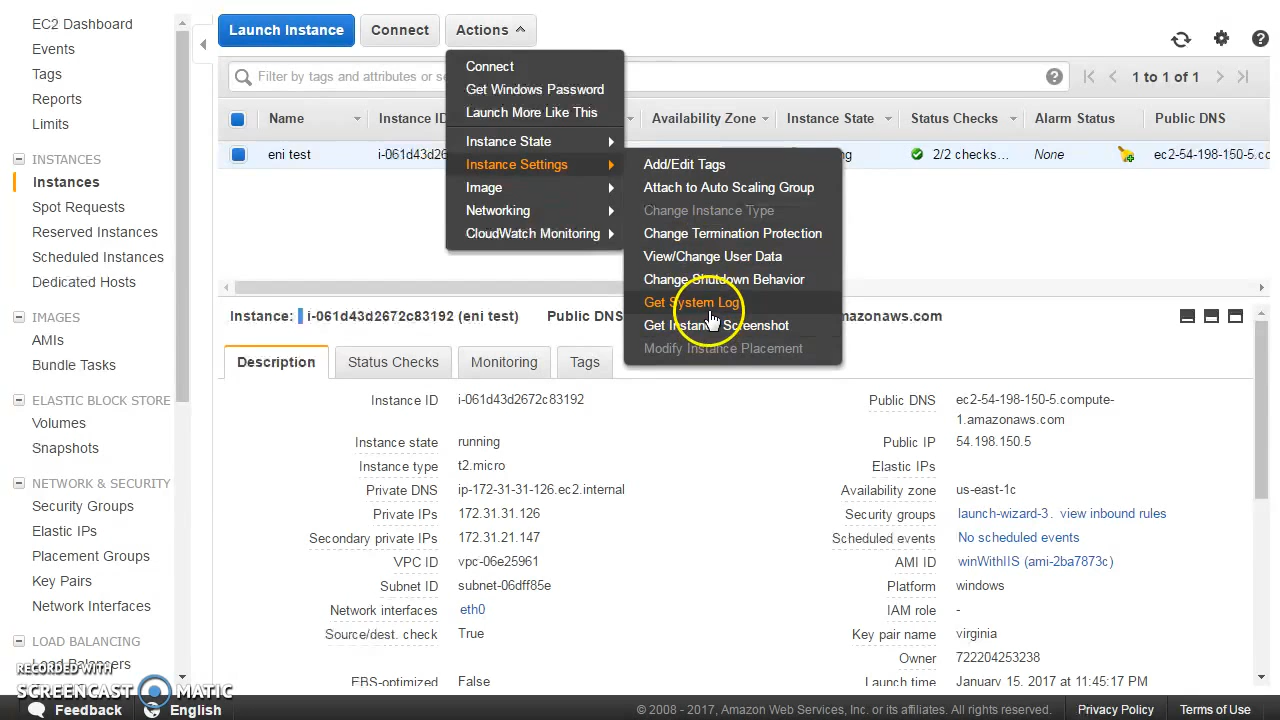 EC2 Dashboard
Events
Tags
Reports
Limits
INSTANCES
Instances
Spot Requests
Reserved Instances
Scheduled Instances
Dedicated Hosts
IMAGES
AMIs
Bundle Tasks
ELASTIC BLOCK STORE
Volumes
Snapshots
NETWORK & SECURITY
Security Groups
Elastic IPs
Placement Groups
Key Pairs
Network Interfaces
LOAD BALANCING
Load Balancers
RECORDED WITH
SCREENCAST MATIC
Launch Instance Connect Actions
Filter by tags and attributes or se
1 to 1 of 1
Name Instance ID Availability Zone Instance State Status Checks Alarm Status Public DNS
eni test i-061d43d26 2/2 checks... None ec2-54-198-150-5.co
Connect
Get Windows Password
Launch More Like This
Instance State
Instance Settings
Image
Networking
CloudWatch Monitoring
Add/Edit Tags
Attach to Auto Scaling Group
Change Instance Type
Change Termination Protection
View/Change User Data
Change Shutdown Behavior
Get System Log
Get Instance Screenshot
Modify Instance Placement
Instance: i-061d43d2672c83192 (eni test) Public DNS amazonaws.com
Description Status Checks Monitoring Tags
Instance ID i-061d43d2672c83192
Instance state running
Instance type t2.micro
Private DNS ip-172-31-31-126.ec2.internal
Private IPs 172.31.31.126
Secondary private IPs 172.31.21.147
VPC ID vpc-06e25961
Subnet ID subnet-06dff85e
Network interfaces eth0
Source/dest. check True
EBS-optimized False
Public DNS ec2-54-198-150-5.compute-
1.amazonaws.com
Public IP 54.198.150.5
Elastic IPs
Availability zone us-east-1c
Security groups launch-wizard-3. view inbound rules
Scheduled events No scheduled events
AMI ID winWithIIS (ami-2ba7873c)
Platform windows
IAM role -
Key pair name virginia
Owner 722204253238
Launch time January 15, 2017 at 11:45:17 PM
Feedback English © 2008 - 2017, Amazon Web Services, Inc. or its affiliates. All rights reserved. Privacy Policy Terms of Use